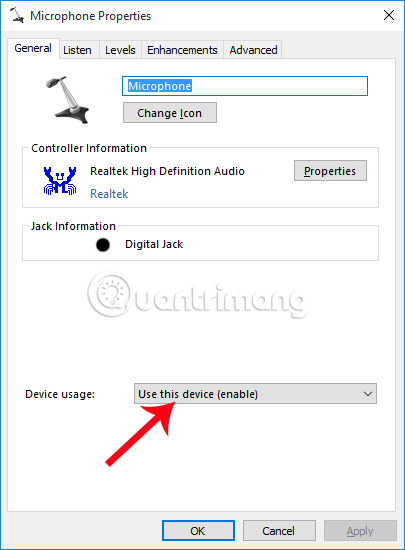 Microphone Properties
General Listen Levels Enhancements Advanced
Microphone
Change Icon
Controller Information
Realtek High Definition Audio
Properties
Realtek
Jack Information
Digital Jack
Quantrimang
Device usage:
Use this device (enable)
OK Cancel Apply